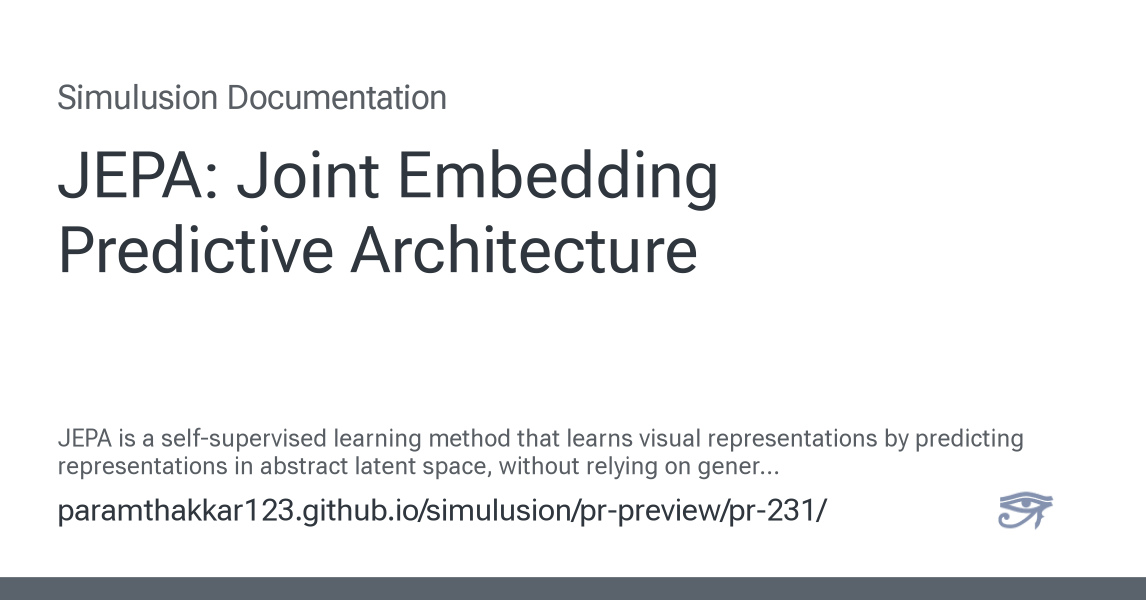 Simulusion Documentation
JEPA: Joint Embedding
Predictive Architecture
JEPA is a self-supervised learning method that learns visual representations by predicting
representations in abstract latent space, without relying on gener...
paramthakkar123.github.io/simulusion/pr-preview/pr-231/